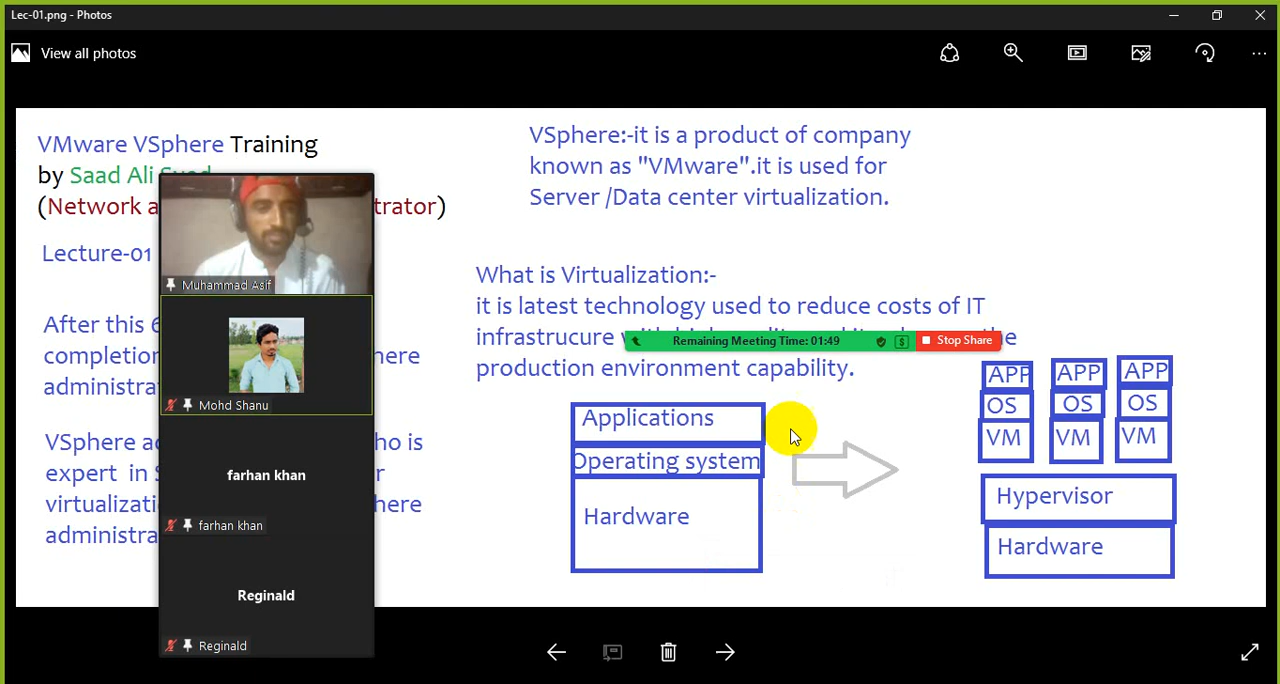 Lec-01.png - Photos
View all photos
VMware VSphere Training
by Saad Ali
(Network
trator)
Lecture-01
After this
completion
here
administra
VSphere
ho is
expert in
r
virtualizati
here
administra
Muhammad Asif
Mohd Shanu
farhan khan
farhan khan
Reginald
Reginald
VSphere:-it is a product of company
known as "VMware".it is used for
Server /Data center virtualization.
What is Virtualization:-
it is latest technology used to reduce costs of IT
infrastrucure
e
Remaining Meeting Time: 01:49
Stop Share
production environment capability.
Applications
Operating system
Hardware
APP APP APP
OS OS OS
VM VM VM
Hypervisor
Hardware